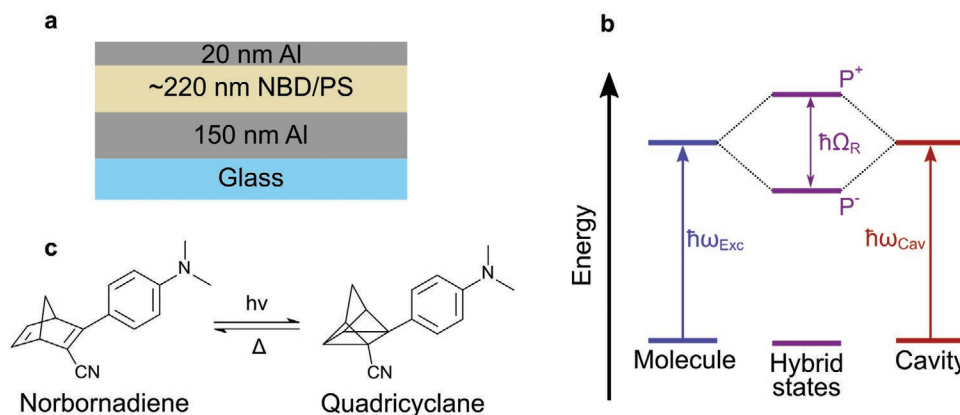 a
20 nm Al
~220 nm NBD/PS
150 nm Al
Glass
b
Energy
P+
ħΩR
P-
ħωExc
ħωCav
Molecule
Hybrid
states
Cavity
c
N
hν
Δ
CN
N
CN
Norbornadiene
Quadricyclane